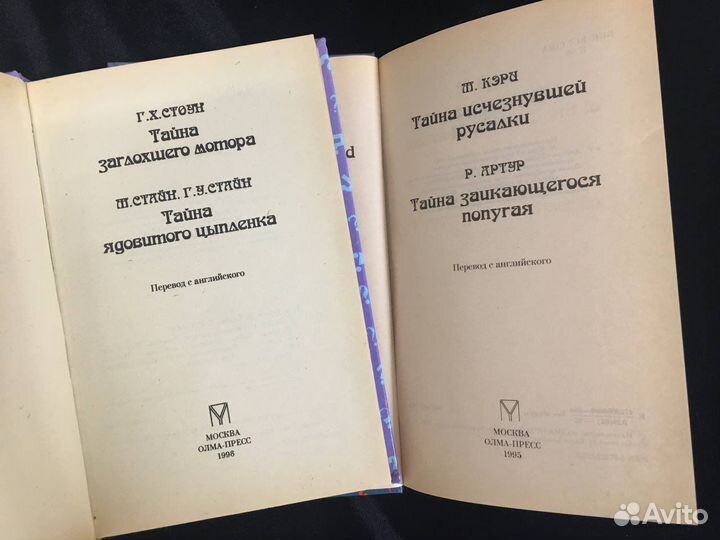 Г.Х.СТОУН
Тайна
заглохшего мотора
Ш.СТАЙН, Г.У.СТАЙН
Тайна
ядовитого цыпленка
Перевод с английского
МОСКВА
ОЛМА-ПРЕСС
1996
М. КЭРИ
Тайна исчезнувшей
русалки
Р. АРТУР
Тайна заикающегося
попугая
Перевод с английского
МОСКВА
ОЛМА-ПРЕСС
1995
Avito